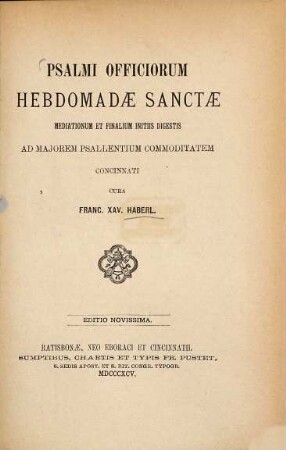 PSALMI OFFICIORUM
HEBDOMADÆ SANCTÆ
MEDIATIONUM ET FINALIUM INITIIS DIGESTIS
AD MAJOREM PSALLENTIUM COMMODITATEM
CONCINNATI
CURA
FRANC. XAV. HABERL.
EDITIO NOVISSIMA.
RATISBONÆ, NEO EBORACI ET CINCINNATII.
SUMPTIBUS, CHARTIS ET TYPIS FR. PUSTET,
S. SEDIS APOST. ET S. RIT. CONGR. TYPOGR.
MDCCCXCV.